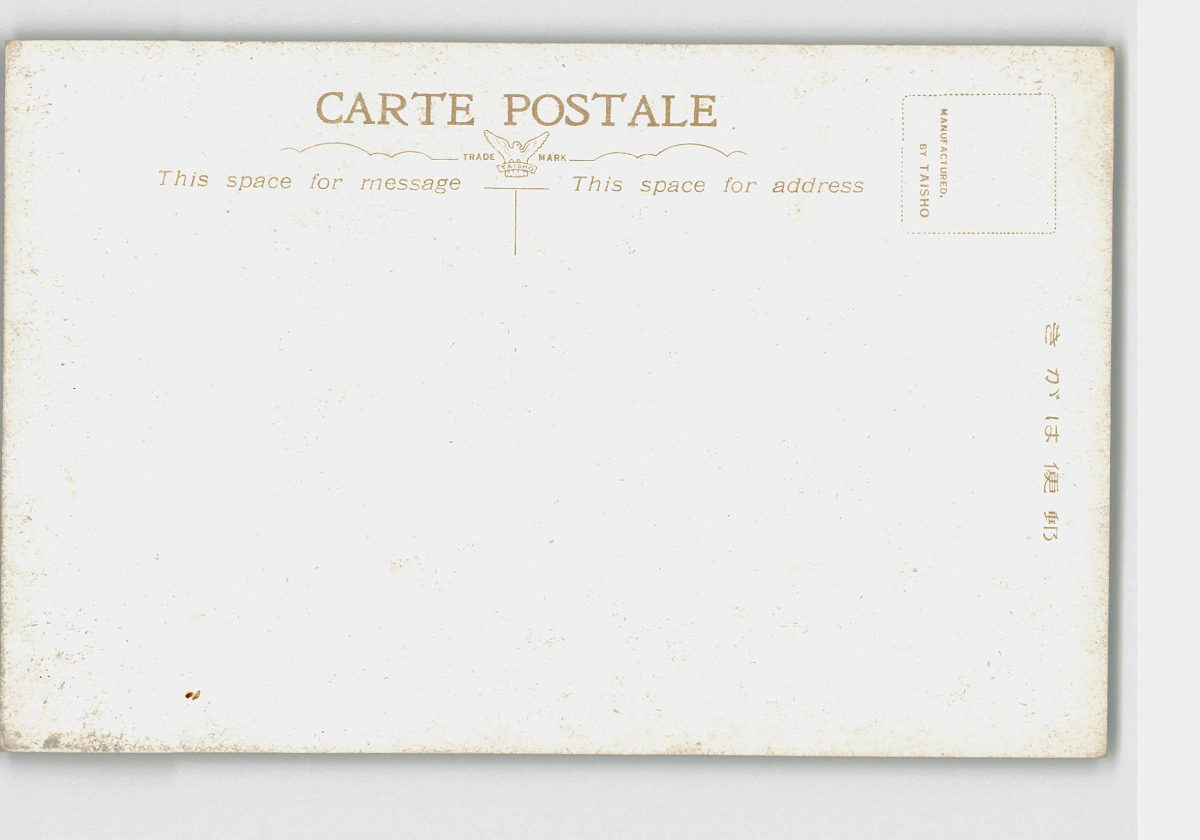 CARTE POSTALE
TRADE MARK
TAISHO
This space for message
This space for address
MANUFACTURED.
BY TAISHO
きがは便郵